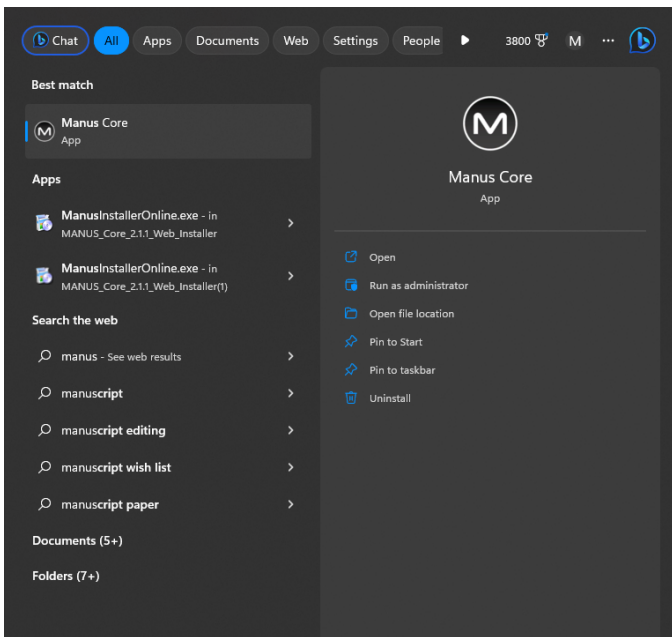 Chat All Apps Documents Web Settings People 3800 M ...
Best match
Manus Core
App
Apps
ManusInstallerOnline.exe - in
MANUS_Core_2.1.1_Web_Installer
ManusInstallerOnline.exe - in
MANUS_Core_2.1.1_Web_Installer(1)
Search the web
manus - See web results
manuscript
manuscript editing
manuscript wish list
manuscript paper
Documents (5+)
Folders (7+)
M
Manus Core
App
Open
Run as administrator
Open file location
Pin to Start
Pin to taskbar
Uninstall